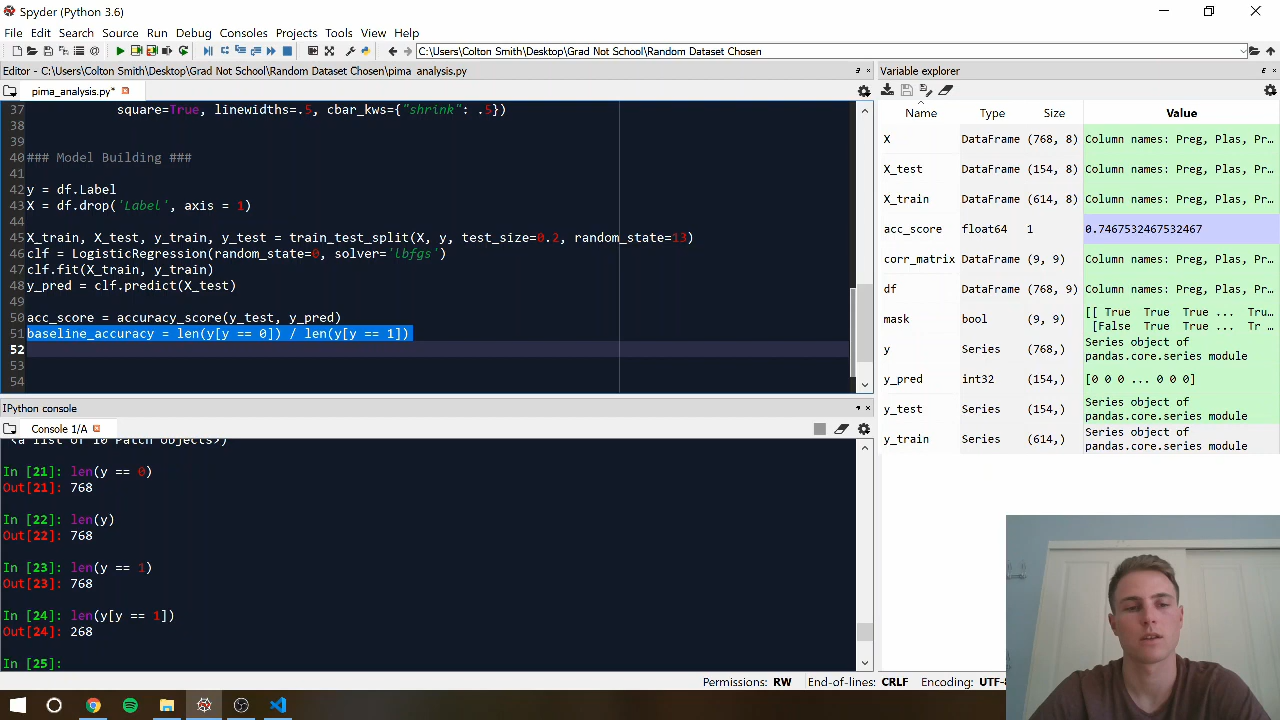 Spyder (Python 3.6)
File Edit Search Source Run Debug Consoles Projects Tools View Help
C:\Users\Colton Smith\Desktop\Grad Not School\Random Dataset Chosen
Editor - C:\Users\Colton Smith\Desktop\Grad Not School\Random Dataset Chosen\pima_analysis.py
pima_analysis.py*
37 square=True, linewidths=.5, cbar_kws={"shrink": .5})
38
39
40 ### Model Building ###
41
42 y = df.Label
43 X = df.drop('Label', axis = 1)
44
45 X_train, X_test, y_train, y_test = train_test_split(X, y, test_size=0.2, random_state=13)
46 clf = LogisticRegression(random_state=0, solver='lbfgs')
47 clf.fit(X_train, y_train)
48 y_pred = clf.predict(X_test)
49
50 acc_score = accuracy_score(y_test, y_pred)
51 baseline_accuracy = len(y[y == 0]) / len(y[y == 1])
52
53
54
IPython console
Console 1/A
<a list of 10 Patch objects>)
In [21]: len(y == 0)
Out[21]: 768
In [22]: len(y)
Out[22]: 768
In [23]: len(y == 1)
Out[23]: 768
In [24]: len(y[y == 1])
Out[24]: 268
In [25]:
Variable explorer
Name Type Size Value
X DataFrame (768, 8) Column names: Preg, Plas, Pr…
X_test DataFrame (154, 8) Column names: Preg, Plas, Pr…
X_train DataFrame (614, 8) Column names: Preg, Plas, Pr…
acc_score float64 1 0.7467532467532467
corr_matrix DataFrame (9, 9) Column names: Preg, Plas, Pr…
df DataFrame (768, 9) Column names: Preg, Plas, Pr…
mask bool (9, 9) [[ True True True ... Tru…
[False True True ... Tr…
y Series (768,) Series object of
pandas.core.series module
y_pred int32 (154,) [0 0 0 ... 0 0 0]
y_test Series (154,) Series object of
pandas.core.series module
y_train Series (614,) Series object of
pandas.core.series module
Permissions: RW End-of-lines: CRLF Encoding: UTF-8